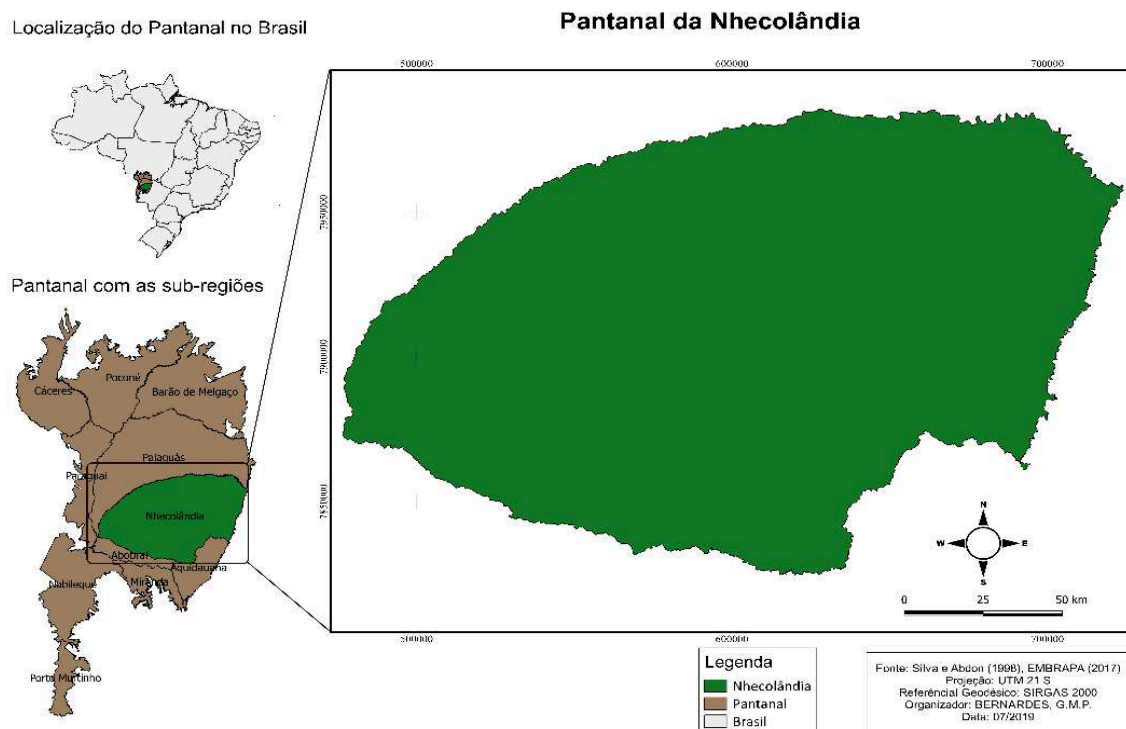 Localização do Pantanal no Brasil
Pantanal da Nhecolândia
500000 600000 700000
7950000
7900000
7850000
Pantanal com as sub-regiões
Cáceres
Poconé
Barão de Melgaço
Paiaguás
Paraguai
Nhecolândia
Abobral
Aquidauana
Miranda
Nabileque
Porto Murtinho
N
W E
S
0 25 50 km
500000 600000 700000
Legenda
Nhecolândia
Pantanal
Brasil
Fonte: Silva e Abdon (1998), EMBRAPA (2017)
Projeção: UTM 21 S
Referêncial Geodésico: SIRGAS 2000
Organizador: BERNARDES, G.M.P.
Data: 07/2019